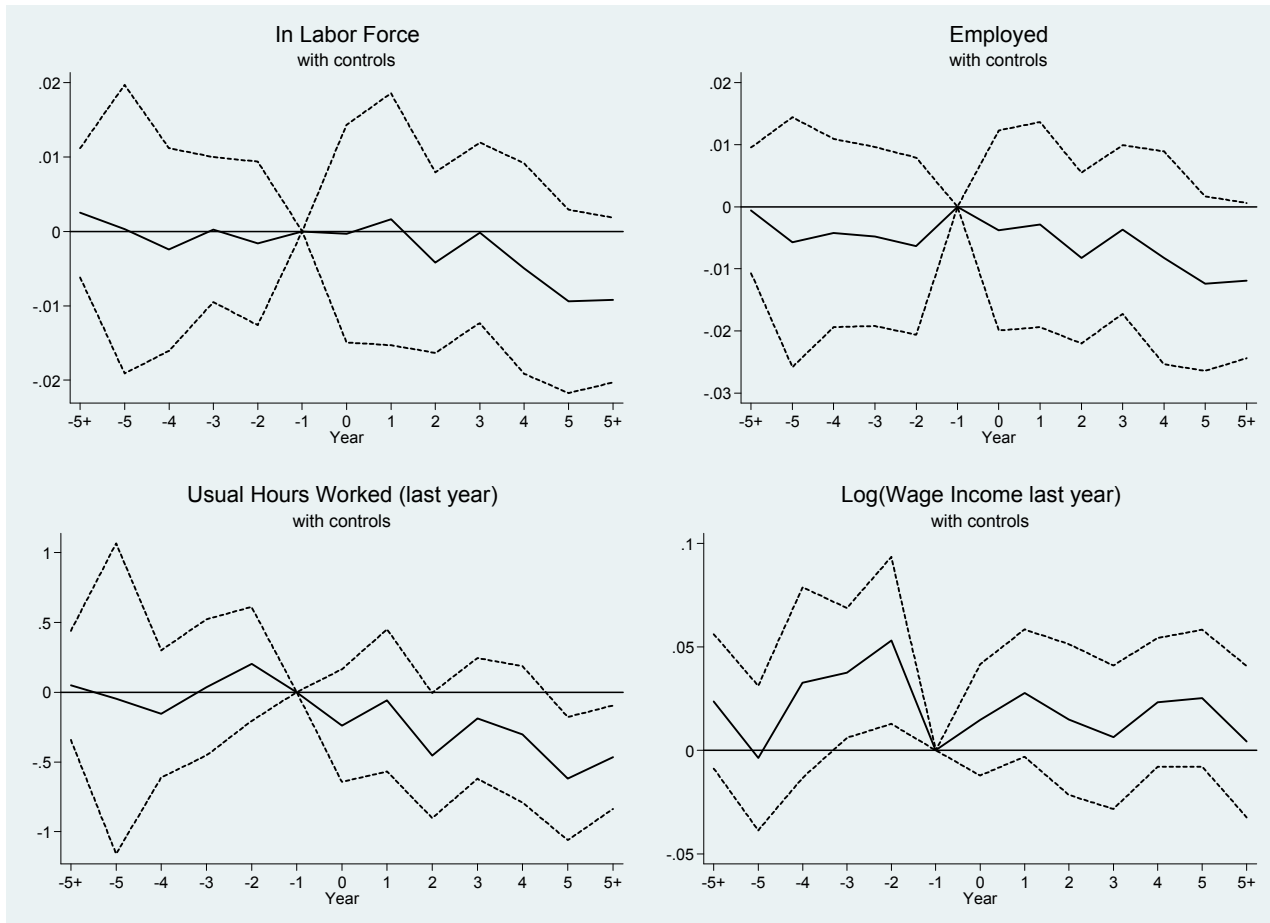 In Labor Force
with controls
.02
.01
0
-.01
-.02
-5+ -5 -4 -3 -2 -1 0 1 2 3 4 5 5+
Year
Employed
with controls
.02
.01
0
-.01
-.02
-.03
-5+ -5 -4 -3 -2 -1 0 1 2 3 4 5 5+
Year
Usual Hours Worked (last year)
with controls
1
.5
0
-.5
-1
-5+ -5 -4 -3 -2 -1 0 1 2 3 4 5 5+
Year
Log(Wage Income last year)
with controls
.1
.05
0
-.05
-5+ -5 -4 -3 -2 -1 0 1 2 3 4 5 5+
Year